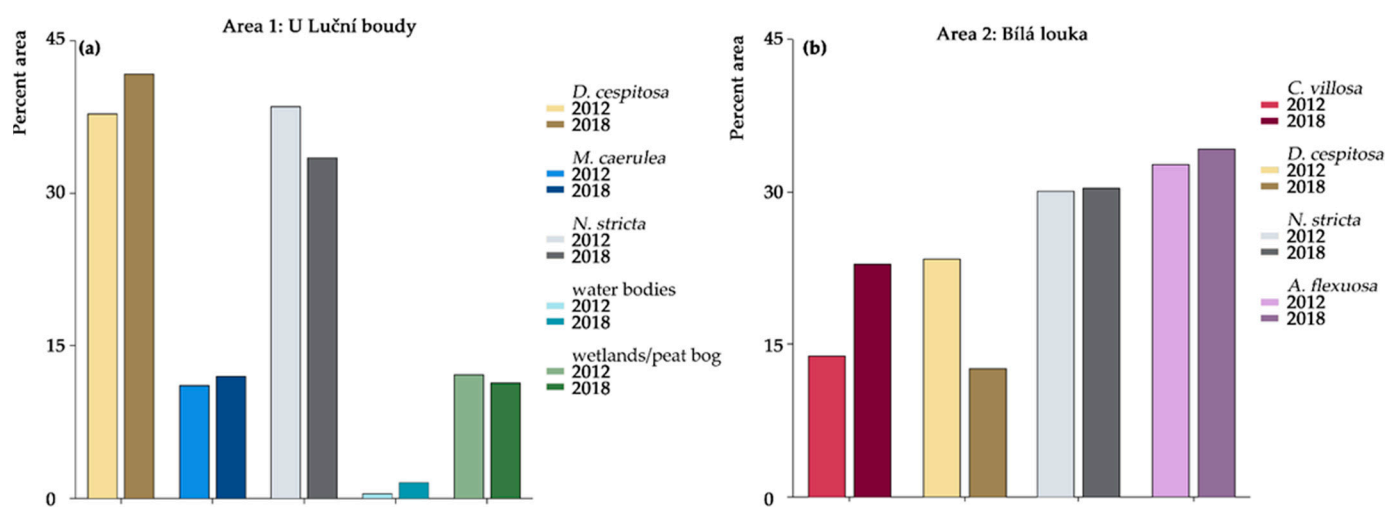 Area 1: U Luční boudy
(a)
Percent area
45
30
15
0
D. cespitosa
2012
2018
M. caerulea
2012
2018
N. stricta
2012
2018
water bodies
2012
2018
wetlands/peat bog
2012
2018
Area 2: Bílá louka
(b)
Percent area
45
30
15
0
C. villosa
2012
2018
D. cespitosa
2012
2018
N. stricta
2012
2018
A. flexuosa
2012
2018